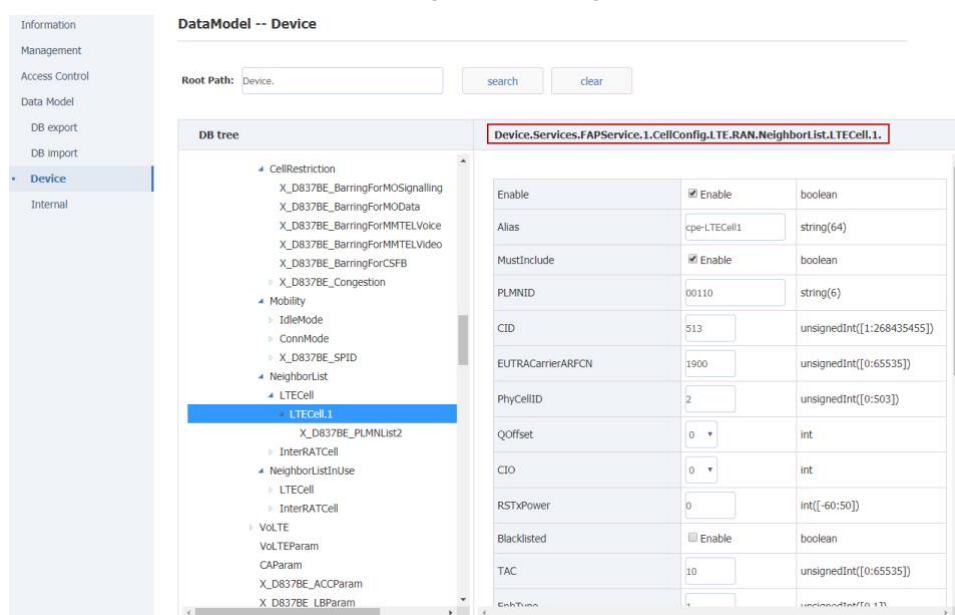 DataModel -- Device
Information
Management
Access Control
Data Model
DB export
DB import
Device
Internal
Root Path: Device. search clear
DB tree
CellRestriction
X_D837BE_BarringForMOSignalling
X_D837BE_BarringForMOData
X_D837BE_BarringForMMTELVoice
X_D837BE_BarringForMMTELVideo
X_D837BE_BarringForCSFB
X_D837BE_Congestion
Mobility
IdleMode
ConnMode
X_D837BE_SPID
NeighborList
LTECell
LTECell.1
X_D837BE_PLMNList2
InterRATCell
NeighborListInUse
LTECell
InterRATCell
VoLTE
VoLTEParam
CAParam
X_D837BE_ACCParam
X_D837BE_LBParam
Device.Services.FAPService.1.CellConfig.LTE.RAN.NeighborList.LTECell.1.
Enable Enable boolean
Alias cpe-LTECell1 string(64)
MustInclude Enable boolean
PLMNID 00110 string(6)
CID 513 unsignedInt([1:268435455])
EUTRACarrierARFCN 1900 unsignedInt([0:65535])
PhyCellID 2 unsignedInt([0:503])
QOffset 0 int
CIO 0 int
RSTxPower 0 int([-60:50])
Blacklisted Enable boolean
TAC 10 unsignedInt([0:65535])